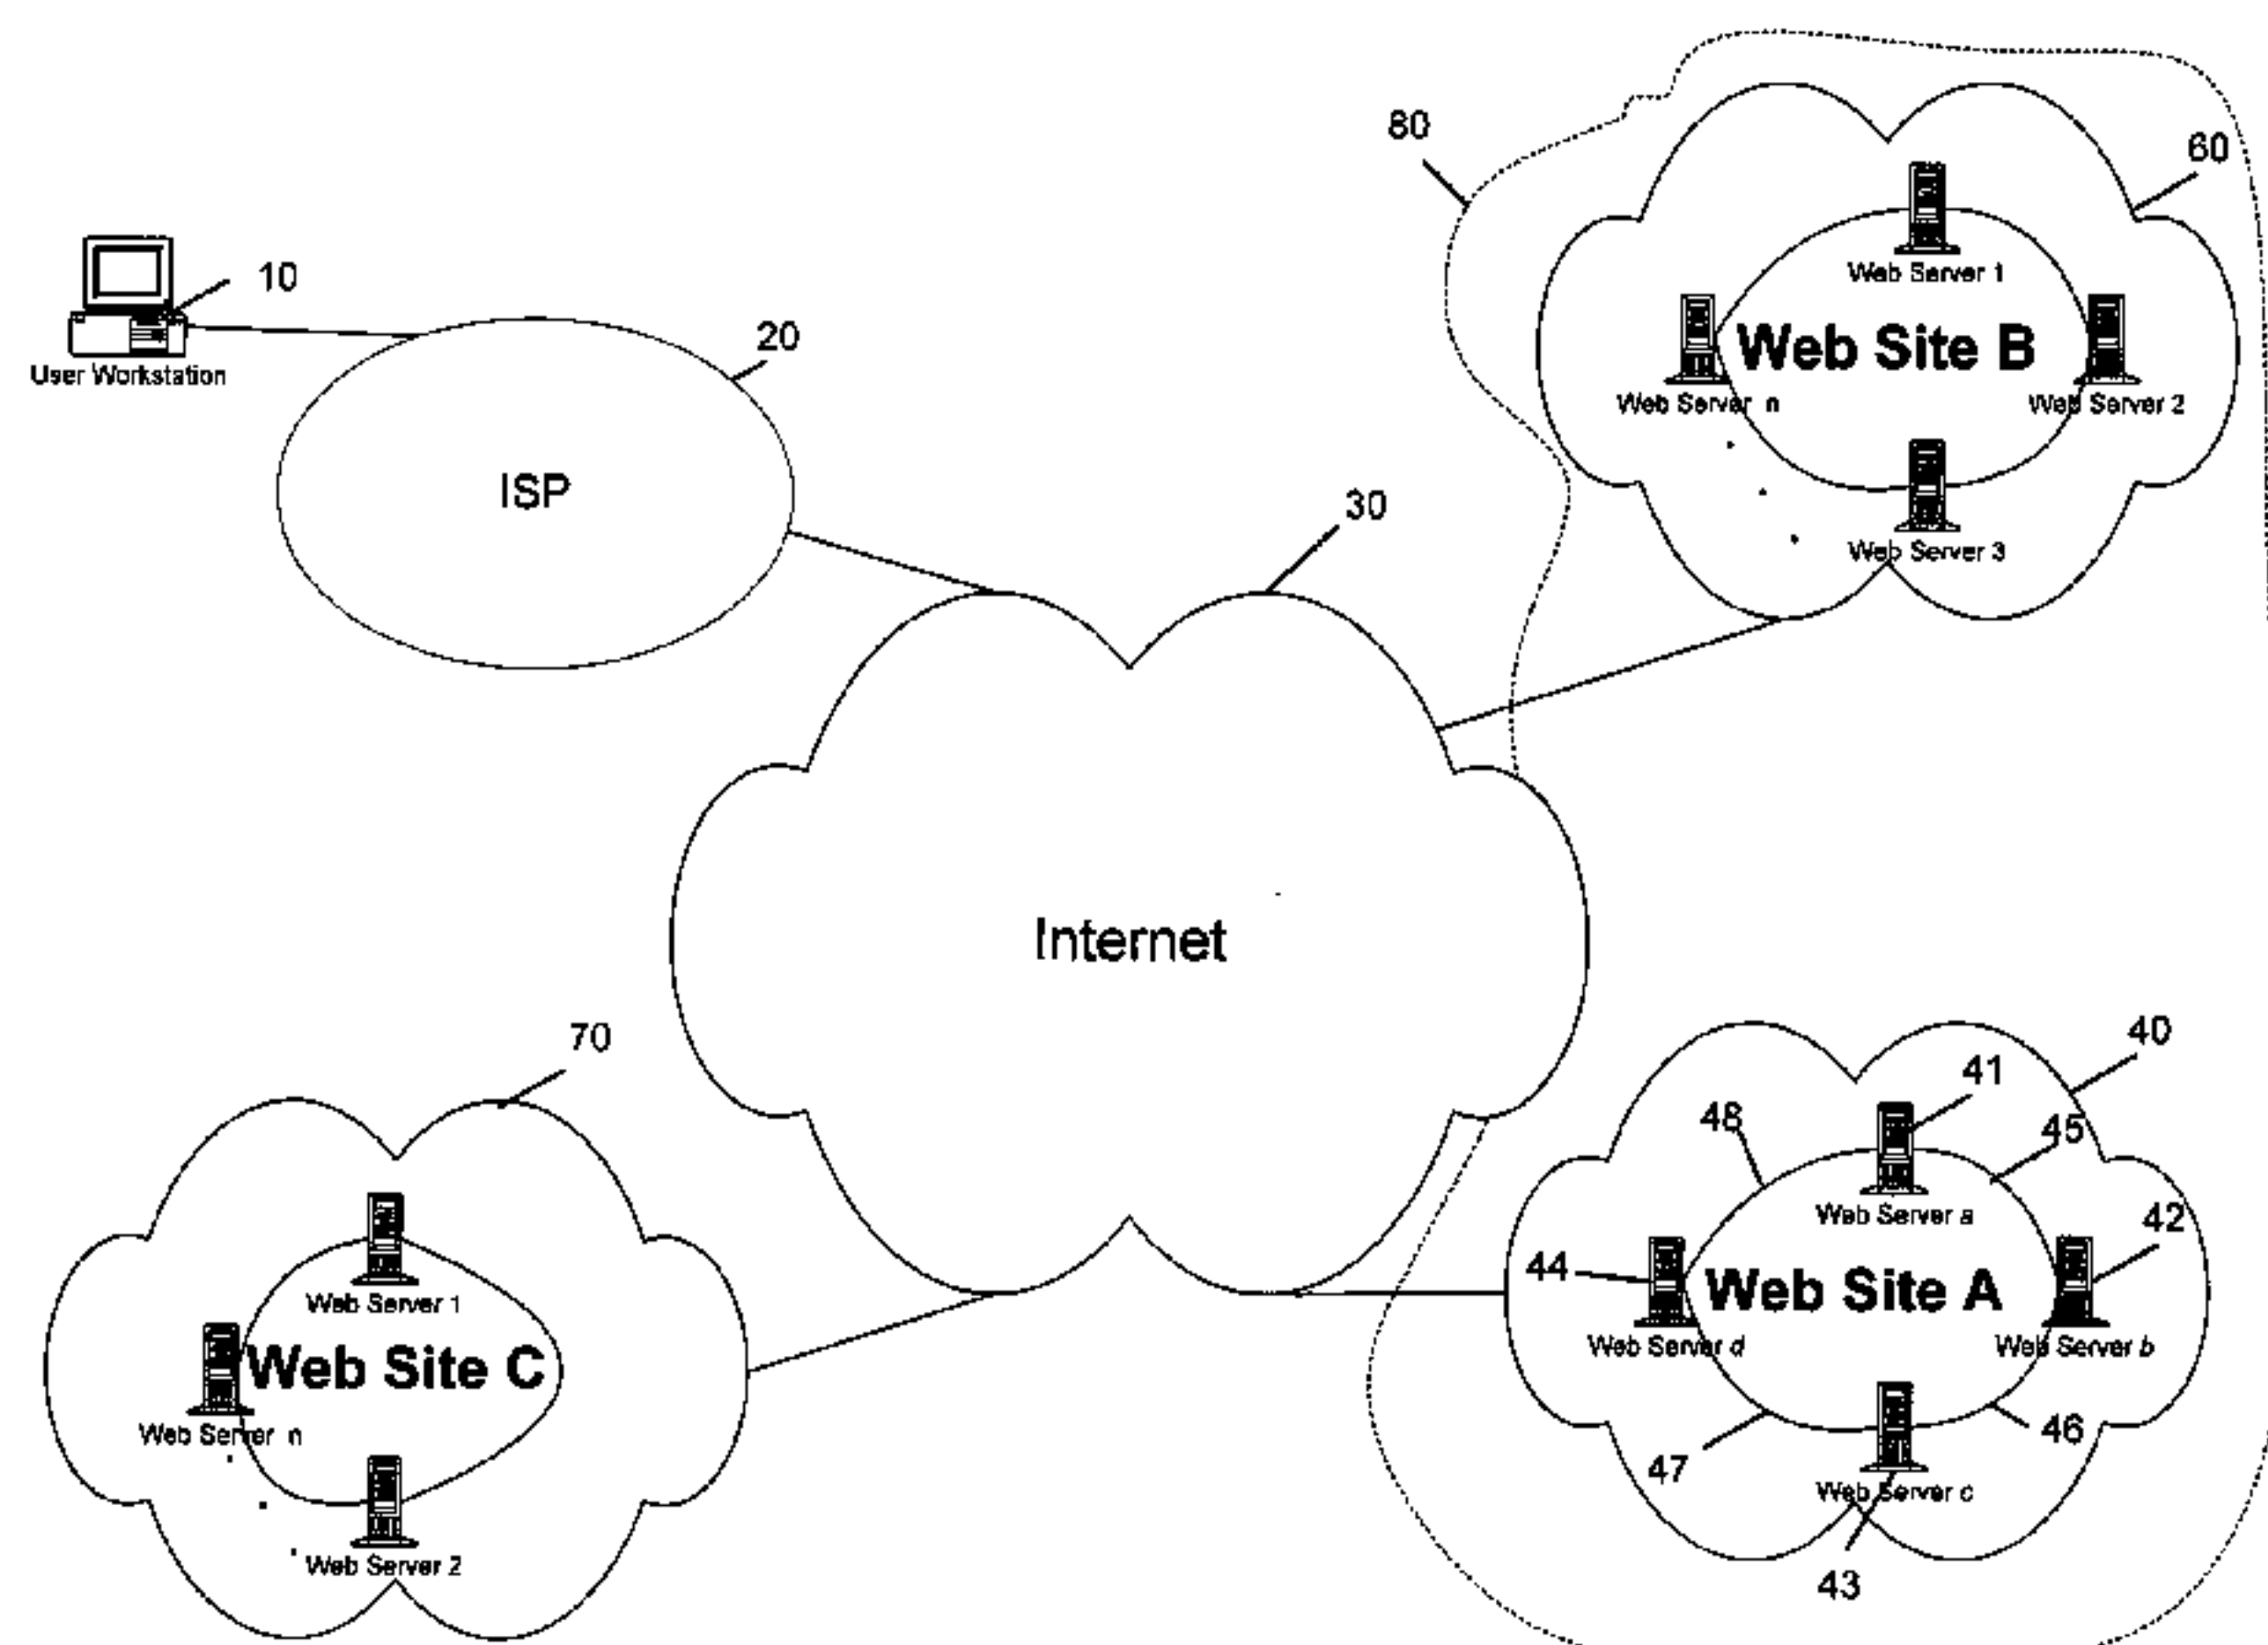 80
60
Web Server 1
10
User Workstation
20
Web Site B
Web Server n
Web Server 2
ISP
30
Web Server 3
Internet
70
40
41
48
45
Web Server a
42
Web Server 1
44
Web Site A
Web Server d
Web Server b
Web Site C
Web Server n
46
47
Web Server c
Web Server 2
43